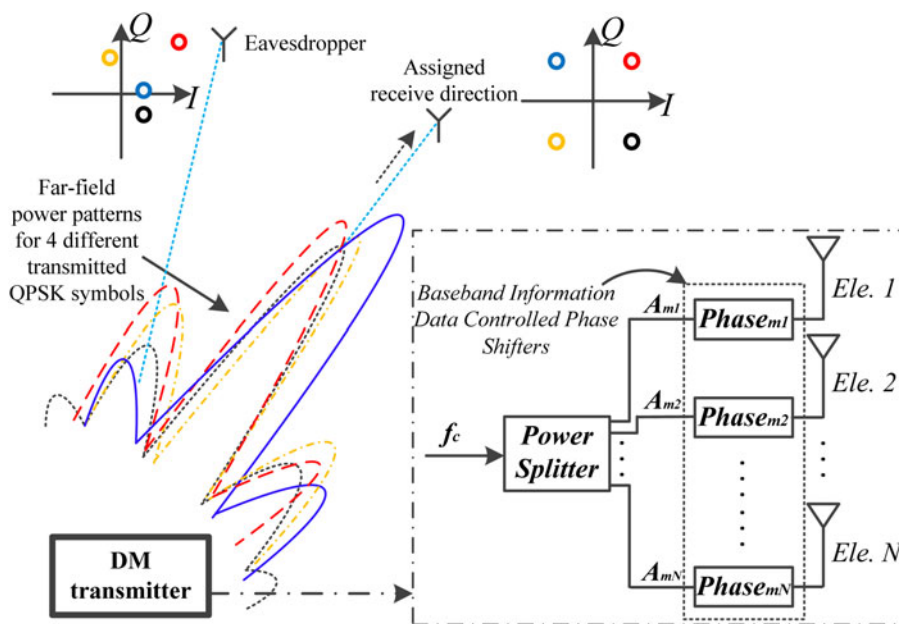 Q
I
Eavesdropper
Assigned
receive direction
Q
I
Far-field
power patterns
for 4 different
transmitted
QPSK symbols
Baseband Information
Data Controlled Phase
Shifters
Am1
Phasem1
Ele. 1
Am2
Phasem2
Ele. 2
fc
Power
Splitter
AmN
PhasemN
Ele. N
DM
transmitter